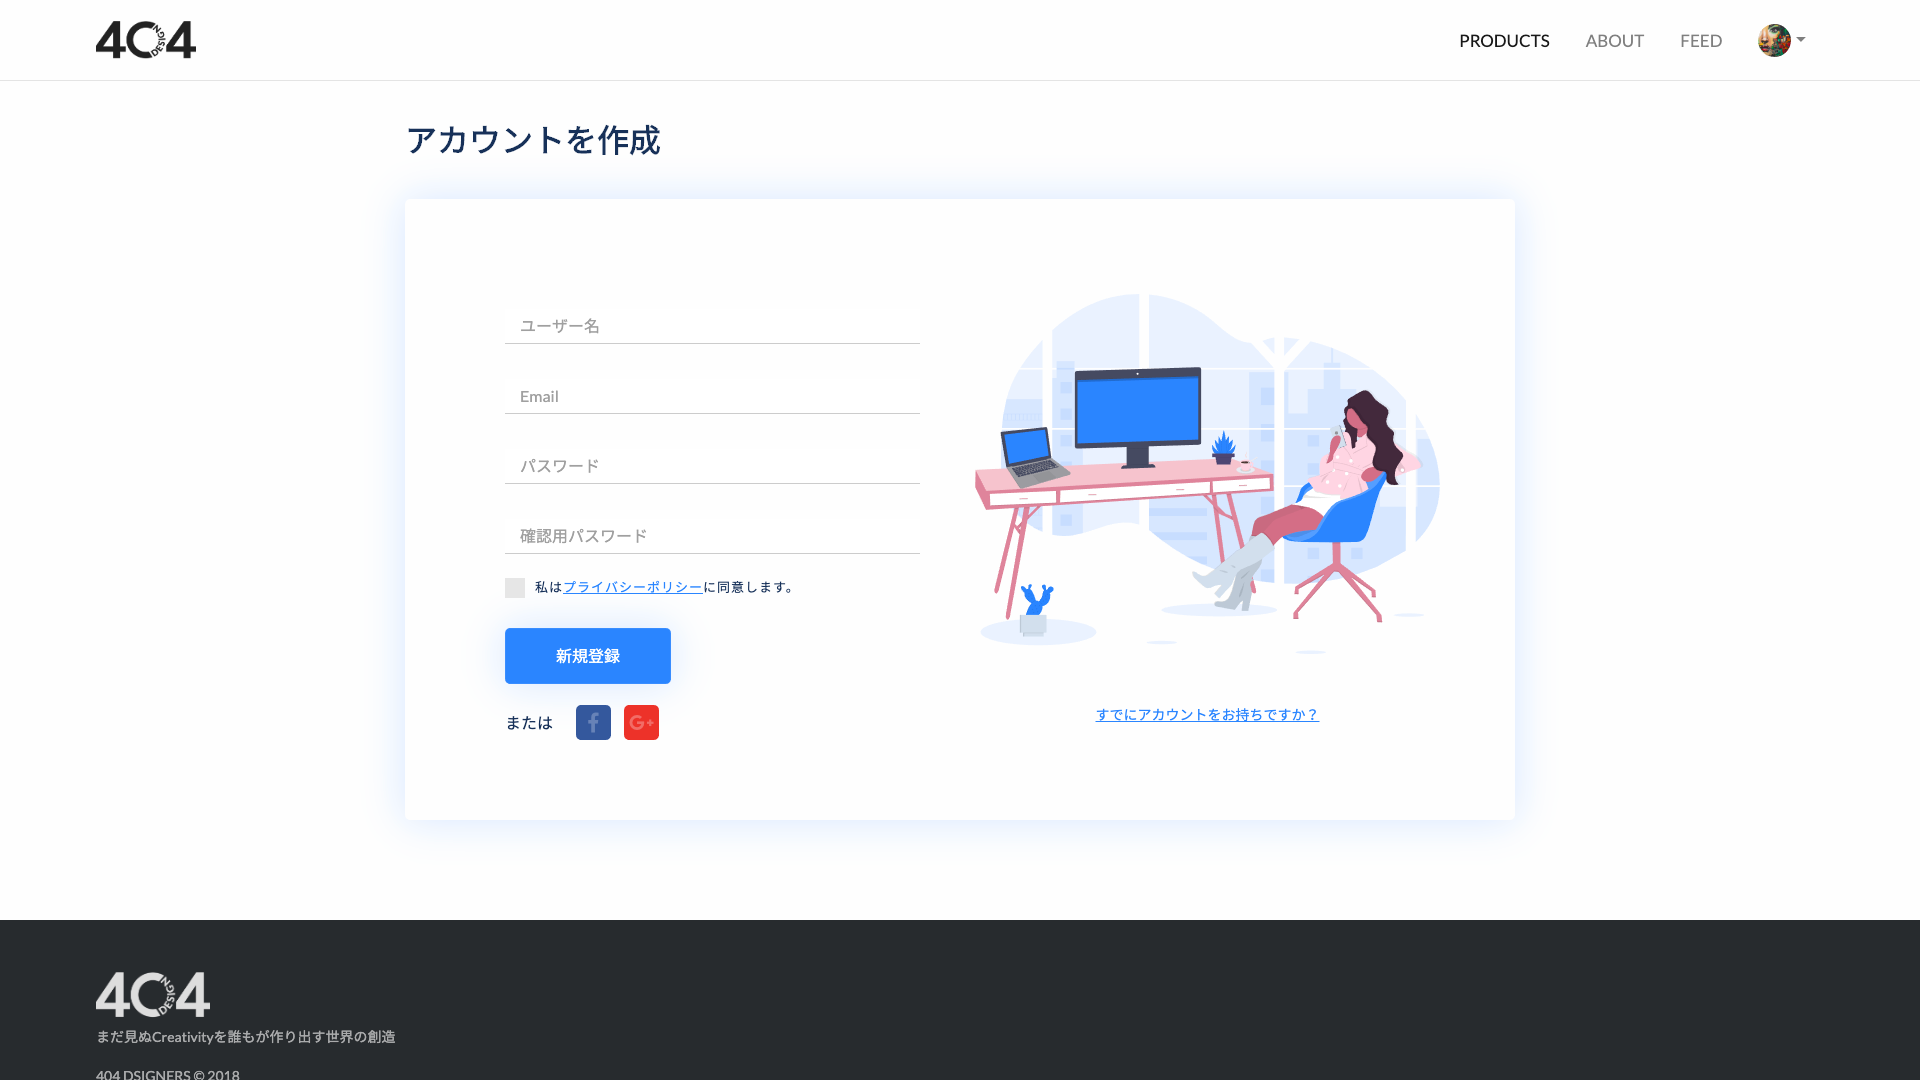 404 DESIGN
PRODUCTS
ABOUT
FEED
アカウントを作成
ユーザー名
Email
パスワード
確認用パスワード
私はプライバシーポリシーに同意します。
新規登録
または
f
G+
すでにアカウントをお持ちですか？
404 DESIGN
まだ見ぬCreativityを誰もが作り出す世界の創造
404 DSIGNERS © 2018